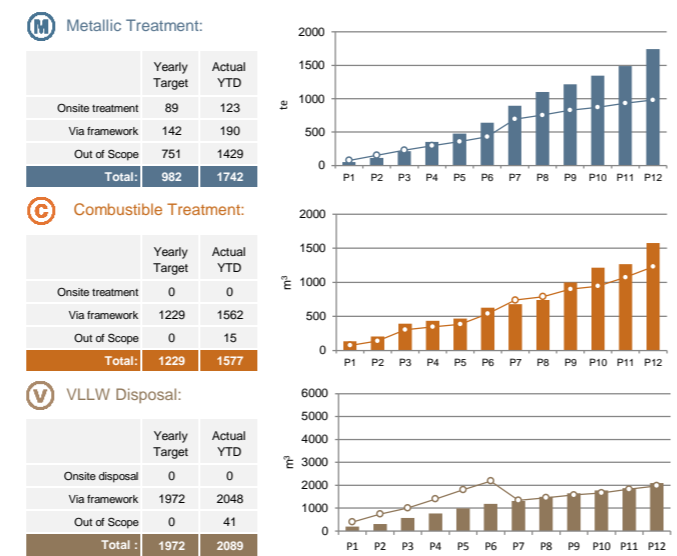 M Metallic Treatment:
Yearly Target Actual YTD
Onsite treatment 89 123
Via framework 142 190
Out of Scope 751 1429
Total: 982 1742
2000
1500
1000
500
0
te
P1 P2 P3 P4 P5 P6 P7 P8 P9 P10 P11 P12
C Combustible Treatment:
Yearly Target Actual YTD
Onsite treatment 0 0
Via framework 1229 1562
Out of Scope 0 15
Total: 1229 1577
2000
1500
1000
500
0
m³
P1 P2 P3 P4 P5 P6 P7 P8 P9 P10 P11 P12
V VLLW Disposal:
Yearly Target Actual YTD
Onsite disposal 0 0
Via framework 1972 2048
Out of Scope 0 41
Total : 1972 2089
6000
5000
4000
3000
2000
1000
0
m³
P1 P2 P3 P4 P5 P6 P7 P8 P9 P10 P11 P12